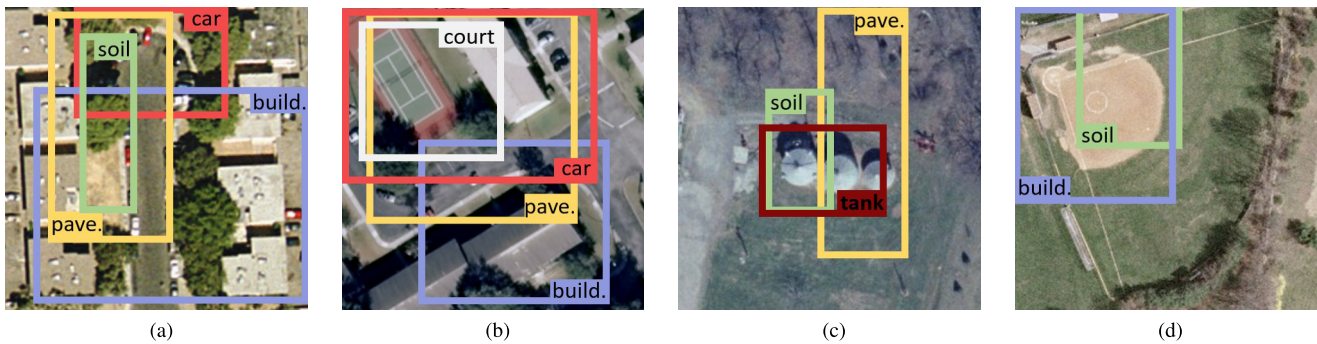 car
soil
build.
pave.
court
car
pave.
build.
pave.
soil
tank
soil
build.
(a)
(b)
(c)
(d)